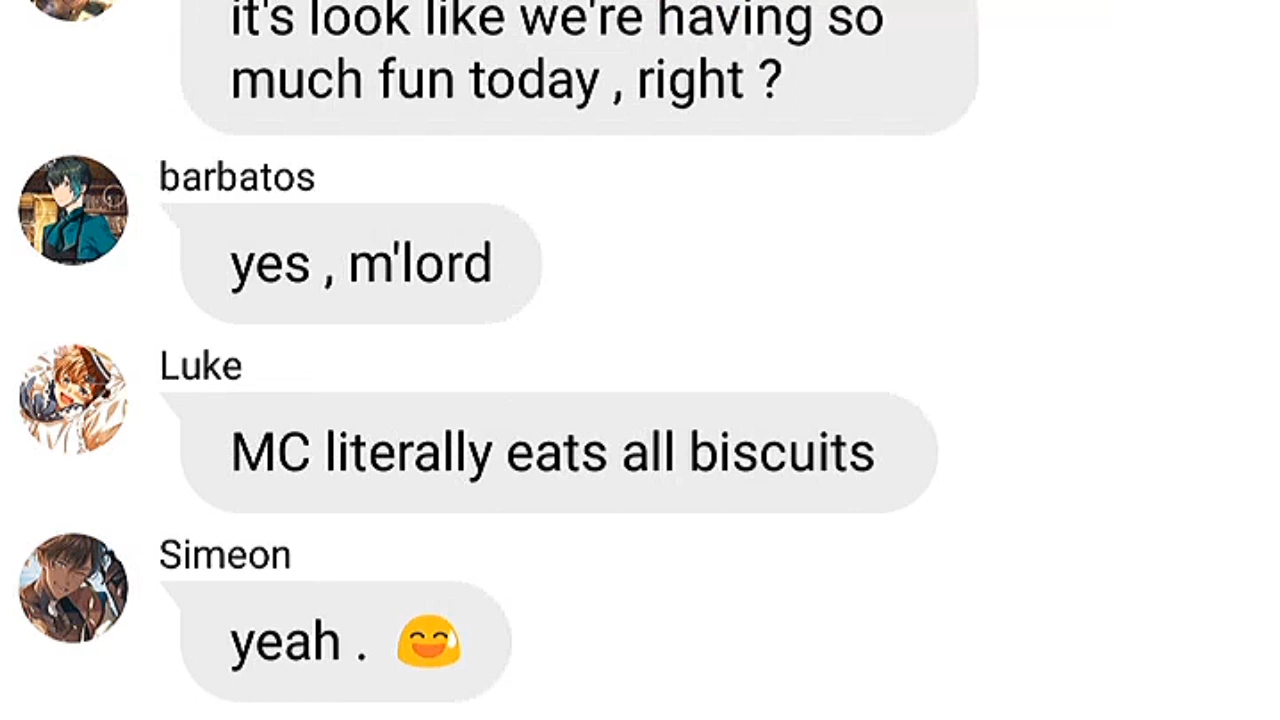 it's look like we're having so
much fun today , right ?
barbatos
yes , m'lord
Luke
MC literally eats all biscuits
Simeon
yeah . 😅